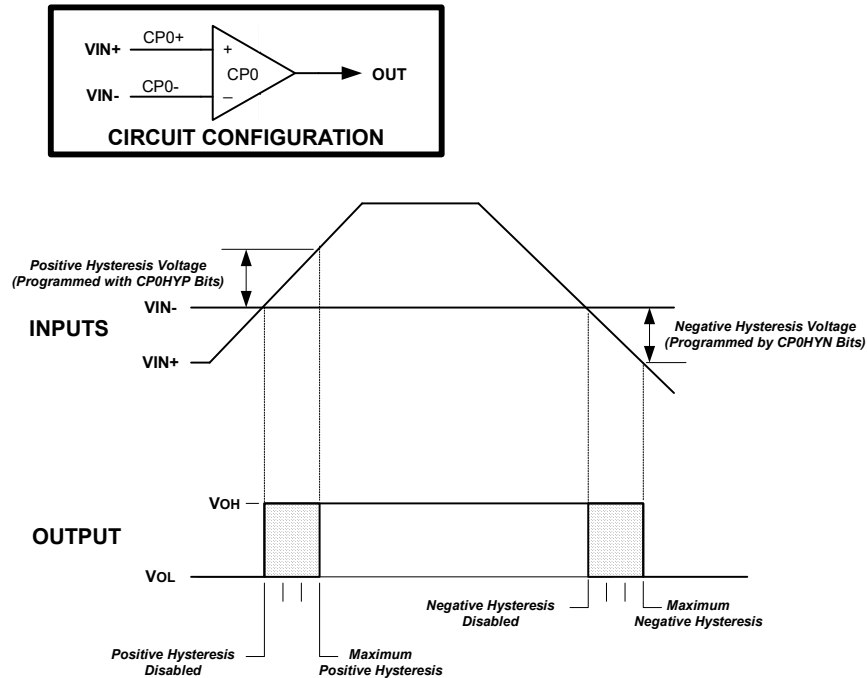 VIN+
CP0+
+
CP0
OUT
VIN-
CP0-
_
CIRCUIT CONFIGURATION
Positive Hysteresis Voltage
(Programmed with CP0HYP Bits)
VIN-
INPUTS
VIN+
Negative Hysteresis Voltage
(Programmed by CP0HYN Bits)
VOH
OUTPUT
VOL
Negative Hysteresis
Disabled
Maximum
Negative Hysteresis
Positive Hysteresis
Disabled
Maximum
Positive Hysteresis